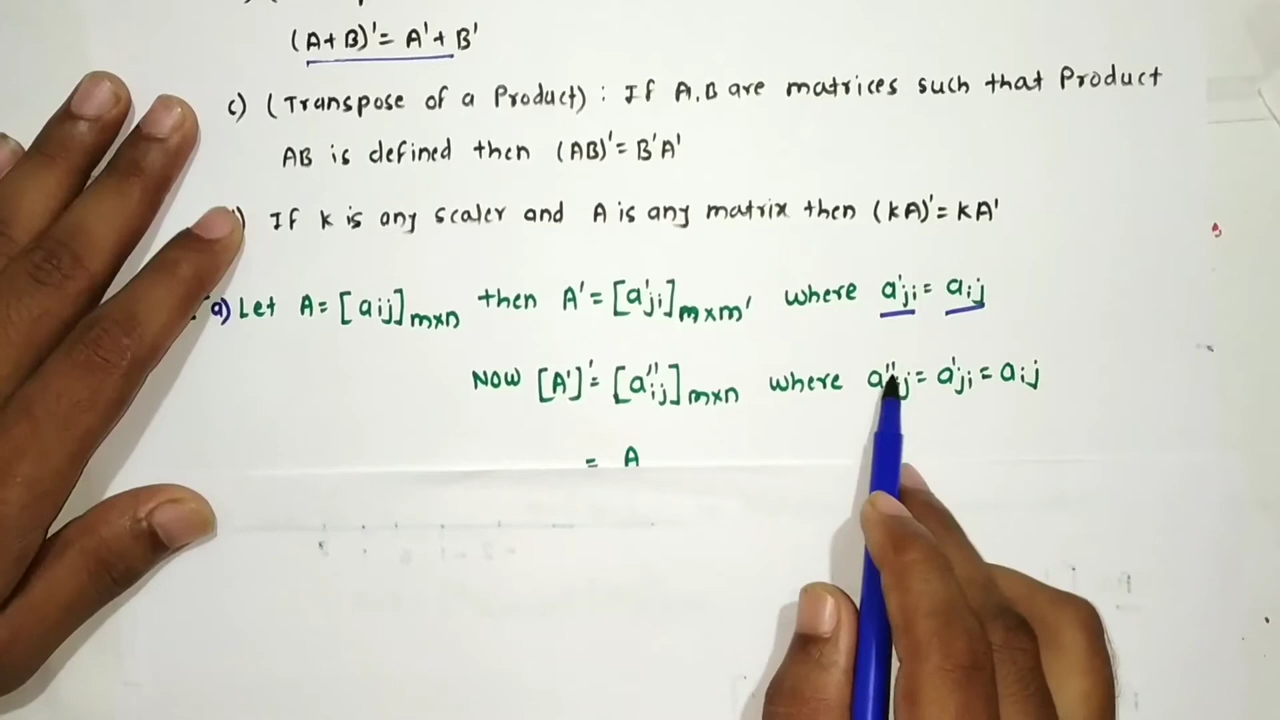 (A+B)'= A'+ B'
c) (Transpose of a Product) : If A,B are matrices such that Product
AB is defined then (AB)'= B'A'
If k is any scaler and A is any matrix then (kA)'= kA'
a) Let A= [aij]m×n then A' = [a'ji]m×m' where a'ji = aij
Now [A']'= [a''ij]m×n where a''ij = a'ji = aij
= A